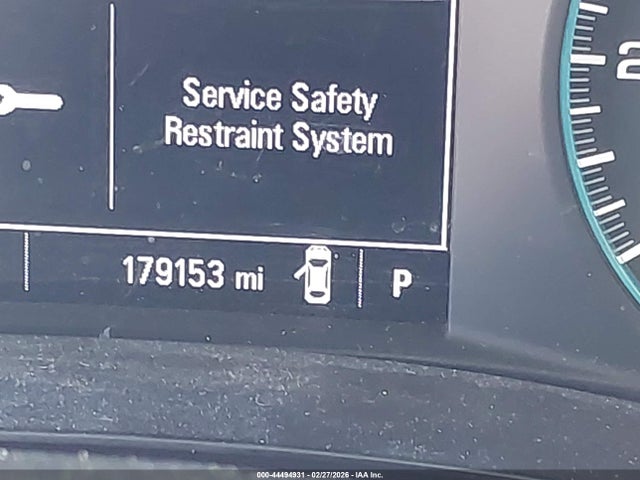 Service Safety
Restraint System
179153 mi
P
000-44494931 - 02/27/2026 - IAA Inc.